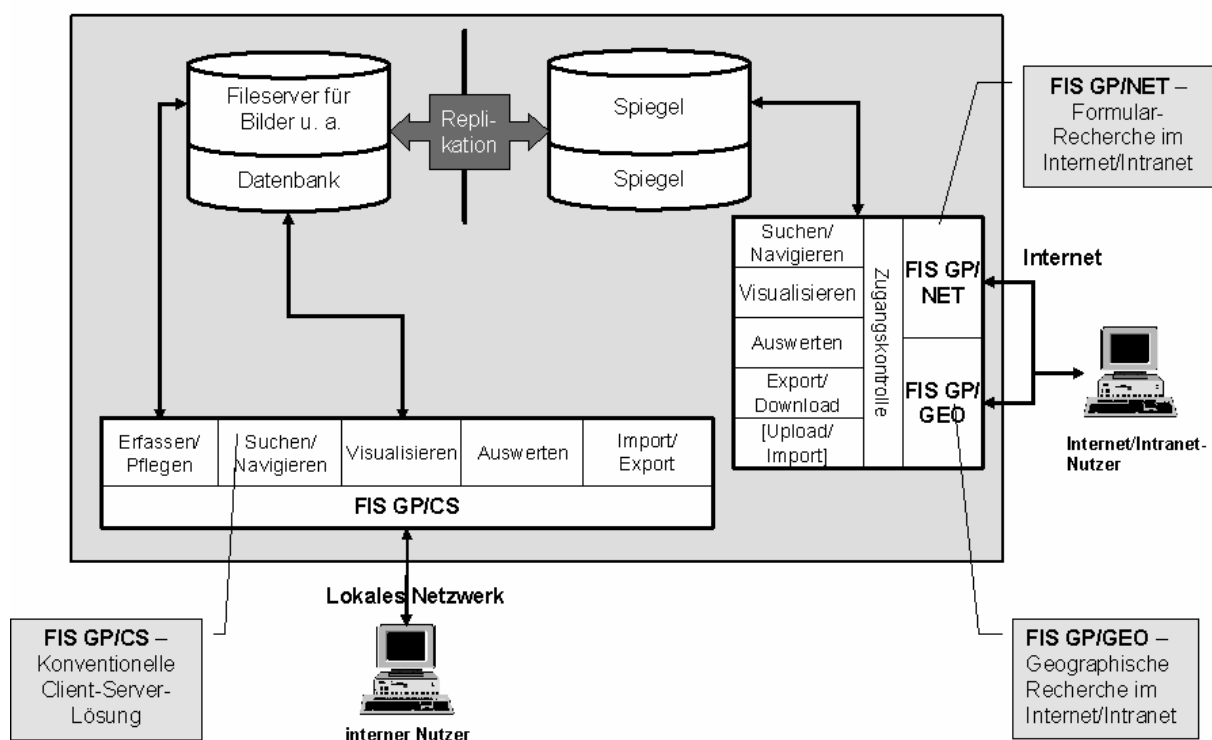 Fileserver für
Bilder u. a.
Datenbank
Repli-
kation
Spiegel
Spiegel
FIS GP/NET –
Formular-
Recherche im
Internet/Intranet
Suchen/
Navigieren
Visualisieren
Auswerten
Export/
Download
[Upload/
Import]
Zugangskontrolle
FIS GP/
NET
FIS GP/
GEO
Internet
Internet/Intranet-
Nutzer
Erfassen/
Pflegen
Suchen/
Navigieren
Visualisieren
Auswerten
Import/
Export
FIS GP/CS
Lokales Netzwerk
interner Nutzer
FIS GP/CS –
Konventionelle
Client-Server-
Lösung
FIS GP/GEO –
Geographische
Recherche im
Internet/Intranet